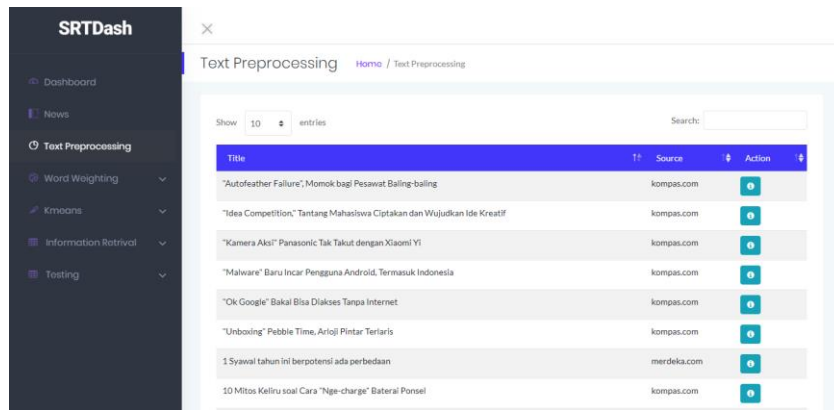 SRTDash
Text Preprocessing Home / Text Preprocessing
Dashboard
News
Text Preprocessing
Word Weighting
Kmeans
Information Retrival
Testing
Show 10 entries Search:
Title Source Action
"Autofeather Failure", Momok bagi Pesawat Baling-baling kompas.com
"Idea Competition," Tantang Mahasiswa Ciptakan dan Wujudkan Ide Kreatif kompas.com
"Kamera Aksi" Panasonic Tak Takut dengan Xiaomi Yi kompas.com
"Malware" Baru Incar Pengguna Android, Termasuk Indonesia kompas.com
"Ok Google" Bakal Bisa Diakses Tanpa Internet kompas.com
"Unboxing" Pebble Time, Arloji Pintar Terlaris kompas.com
1 Syawal tahun ini berpotensi ada perbedaan merdeka.com
10 Mitos Keliru soal Cara "Nge-charge" Baterai Ponsel kompas.com